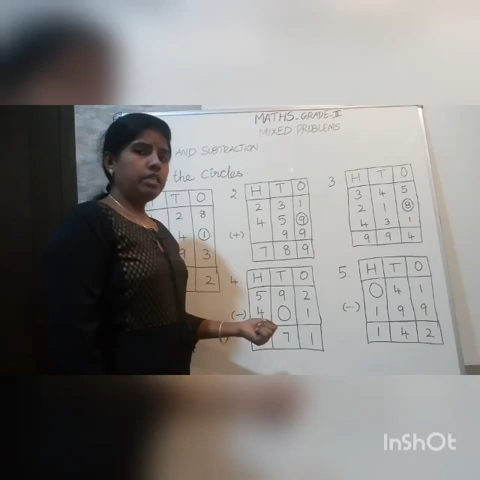 MATHS-GRADE-II
MIXED PROBLEMS
AND SUBTRACTION
the Circles
T O
2 8
4 1
9 3
2
2
H T O
2 3 1
4 5 9
(+) 9 9
7 8 9
3
H T O
3 4 5
2 1 8
4 3 1
9 9 4
4
H T O
5 9 2
(-) 4 0 1
7 1
5.
H T O
0 4 1
(-) 1 9 9
1 4 2
InShOt